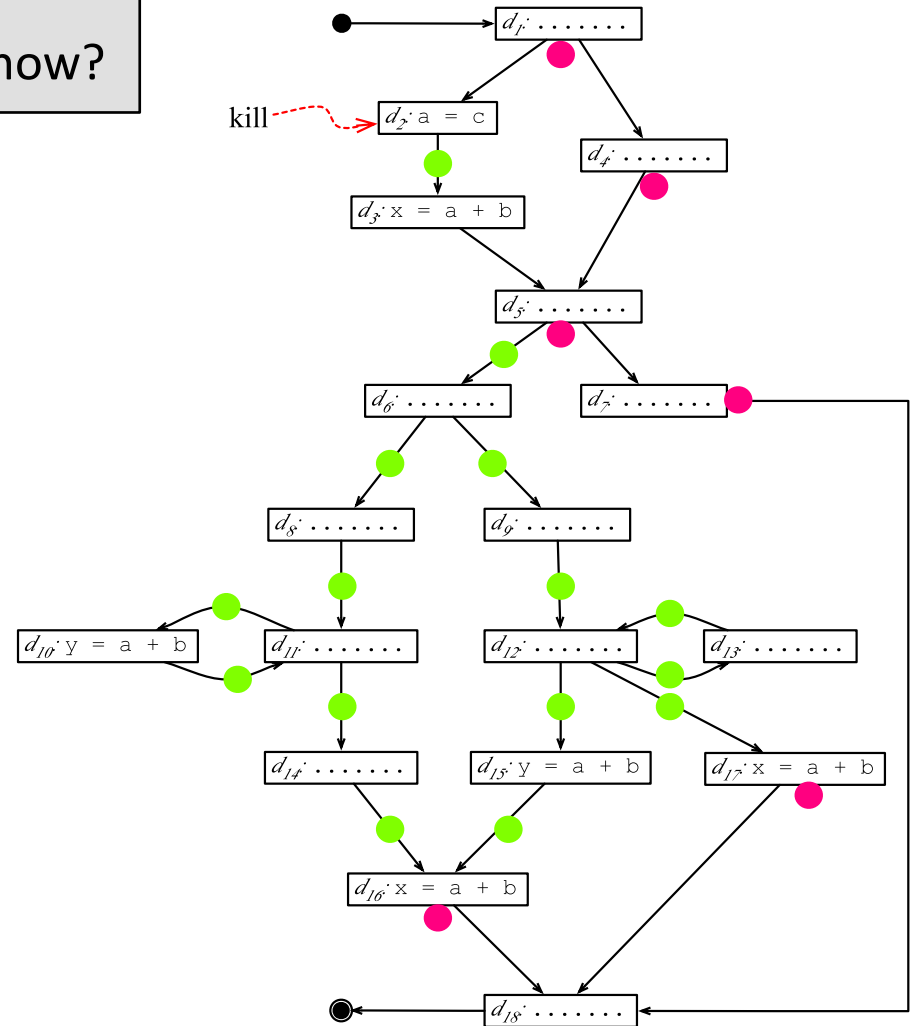 now?
d1: .......
kill
d2: a = c
d4: .......
d3: x = a + b
d5: .......
d6: .......
d7: .......
d8: .......
d9: .......
d10: y = a + b
d11: .......
d12: .......
d13: .......
d14: .......
d15: y = a + b
d17: x = a + b
d16: x = a + b
d18: .......